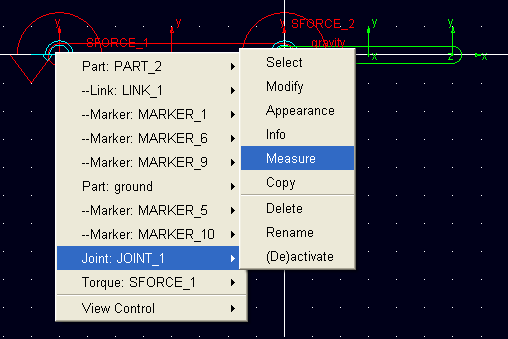 y
SFORCE_1
y
SFORCE_2
gravity
y
y
x
z
x
Part: PART_2
--Link: LINK_1
--Marker: MARKER_1
--Marker: MARKER_6
--Marker: MARKER_9
Part: ground
--Marker: MARKER_5
--Marker: MARKER_10
Joint: JOINT_1
Torque: SFORCE_1
View Control
Select
Modify
Appearance
Info
Measure
Copy
Delete
Rename
(De)activate